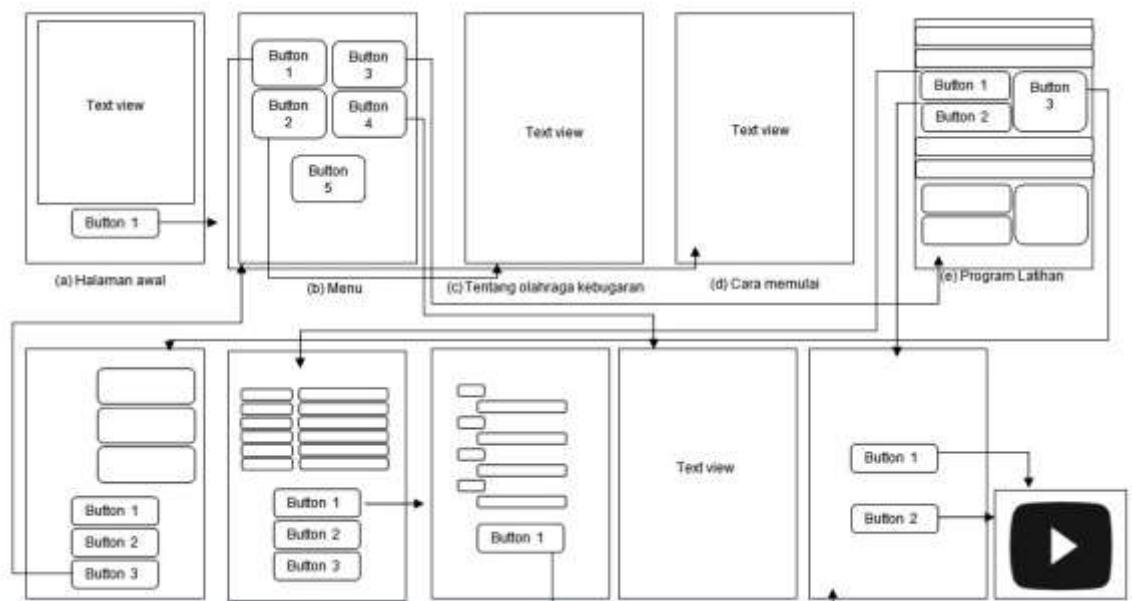 Text view
Button 1
(a) Halaman awal
Button
1
Button
3
Button
2
Button
4
Button
5
(b) Menu
Text view
(c) Tentang olahraga kebugaran
Text view
(d) Cara memulai
Button 1
Button 2
Button
3
(e) Program Latihan
Button 1
Button 2
Button 3
Button 1
Button 2
Button 3
Button 1
Text view
Button 1
Button 2